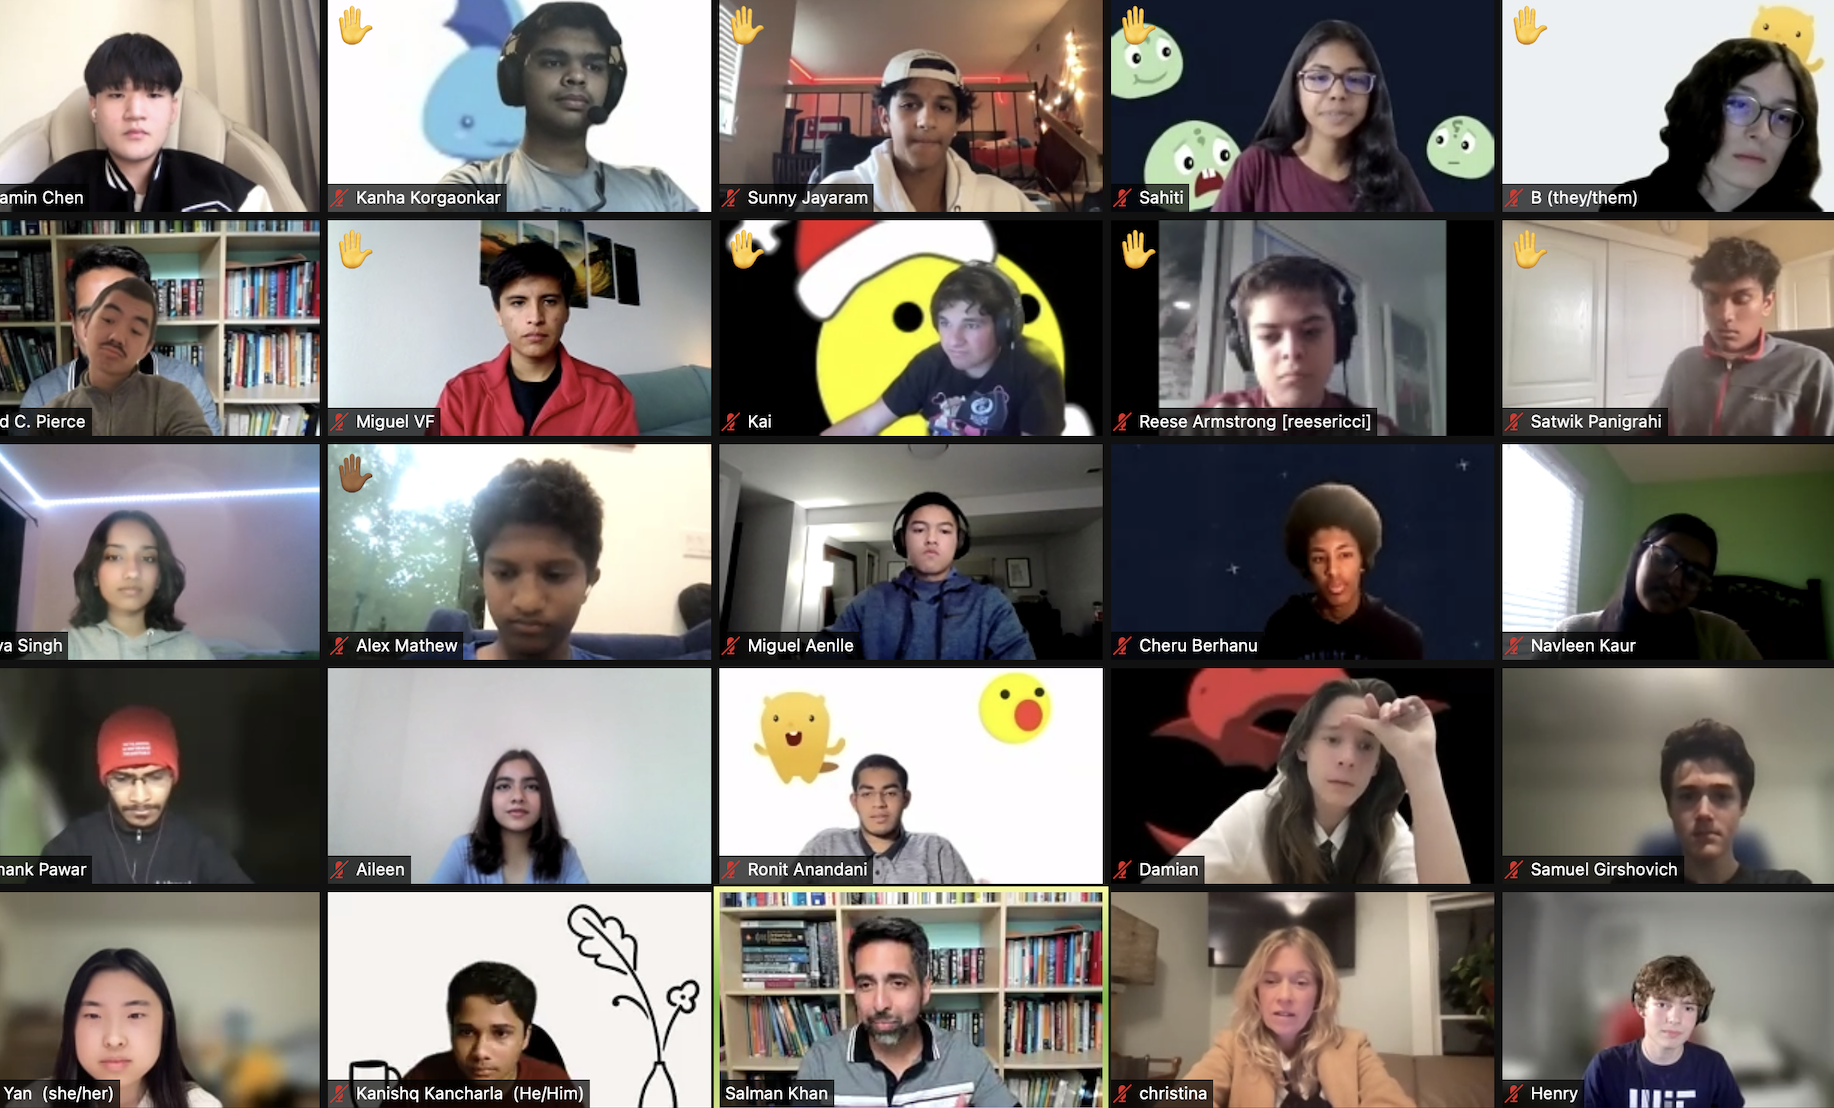 amin Chen
Kanha Korgaonkar
Sunny Jayaram
Sahiti
B (they/them)
d C. Pierce
Miguel VF
Kai
Reese Armstrong [reesericci]
Satwik Panigrahi
va Singh
Alex Mathew
Miguel Aenlle
Cheru Berhanu
Navleen Kaur
nank Pawar
Aileen
Ronit Anandani
Damian
Samuel Girshovich
Yan (she/her)
Kanishq Kancharla (He/Him)
Salman Khan
christina
Henry